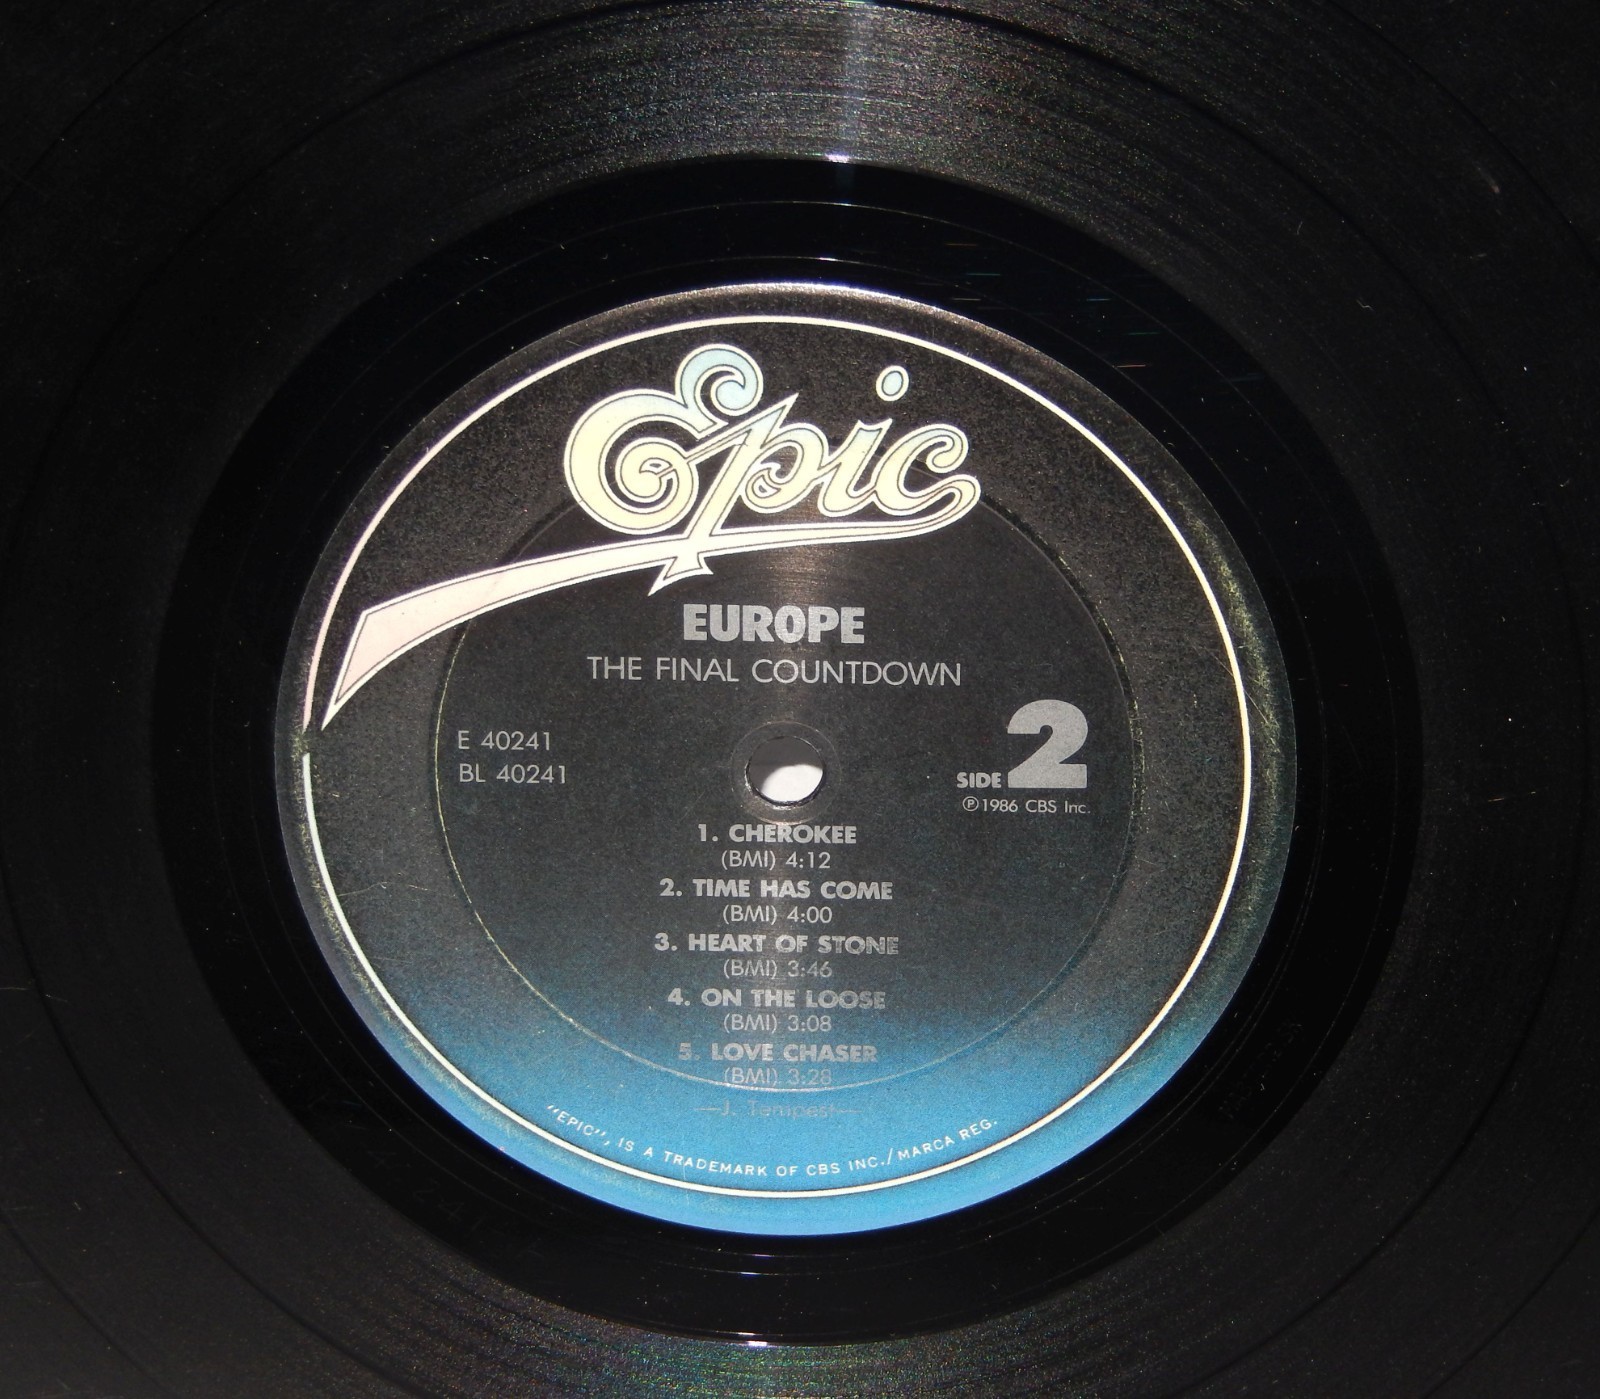 Epic
EUROPE
THE FINAL COUNTDOWN
E 40241
BL 40241
SIDE 2
℗1986 CBS Inc.
1. CHEROKEE
(BMI) 4:12
2. TIME HAS COME
(BMI) 4:00
3. HEART OF STONE
(BMI) 3:46
4. ON THE LOOSE
(BMI) 3:08
5. LOVE CHASER
(BMI) 3:28
—J. Tempest—
"EPIC", IS A TRADEMARK OF CBS INC./MARCA REG.